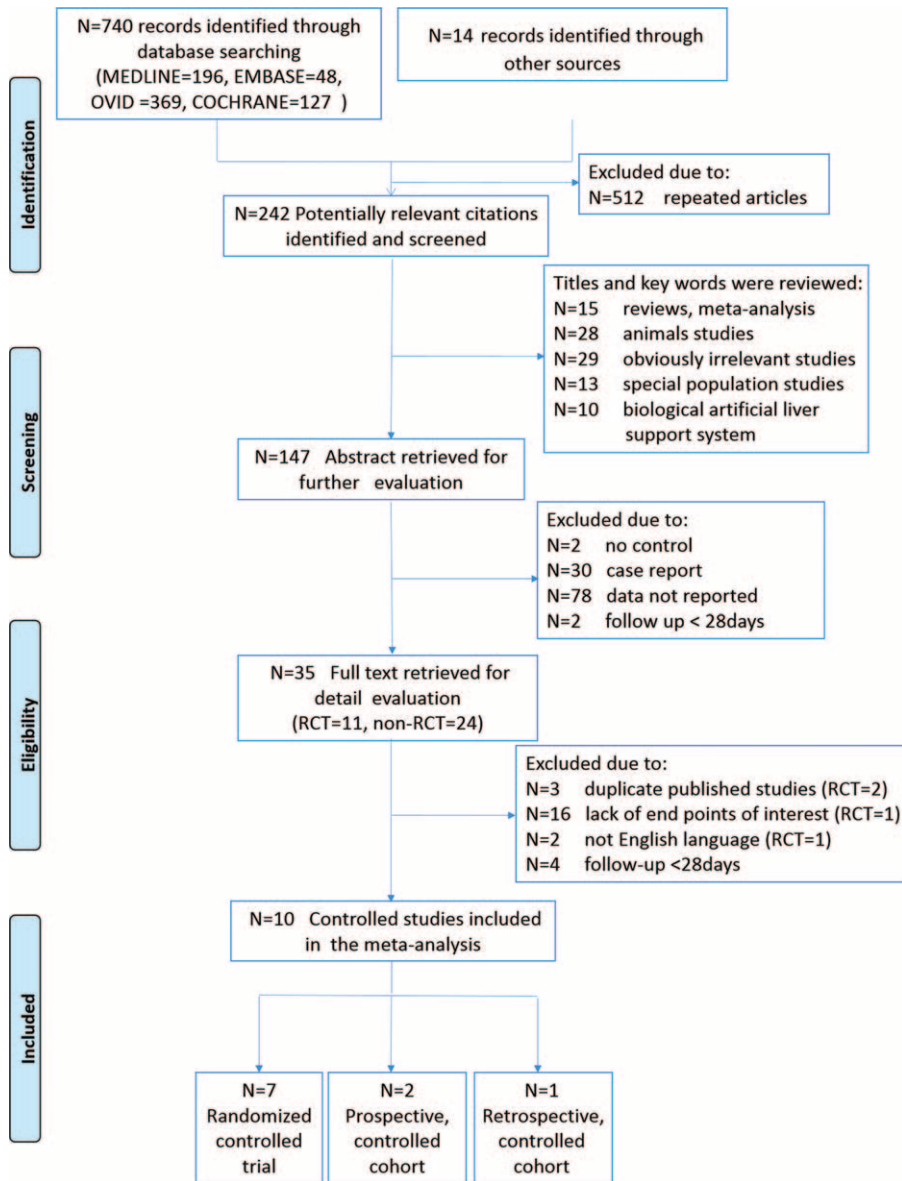 N=740 records identified through
database searching
(MEDLINE=196, EMBASE=48,
OVID =369, COCHRANE=127 )
N=14 records identified through
other sources
Identification
Excluded due to:
N=512 repeated articles
N=242 Potentially relevant citations
identified and screened
Titles and key words were reviewed:
N=15 reviews, meta-analysis
N=28 animals studies
N=29 obviously irrelevant studies
N=13 special population studies
N=10 biological artificial liver
support system
Screening
N=147 Abstract retrieved for
further evaluation
Excluded due to:
N=2 no control
N=30 case report
N=78 data not reported
N=2 follow up < 28days
Eligibility
N=35 Full text retrieved for
detail evaluation
(RCT=11, non-RCT=24)
Excluded due to:
N=3 duplicate published studies (RCT=2)
N=16 lack of end points of interest (RCT=1)
N=2 not English language (RCT=1)
N=4 follow-up <28days
Included
N=10 Controlled studies included
in the meta-analysis
N=7
Randomized
controlled
trial
N=2
Prospective,
controlled
cohort
N=1
Retrospective,
controlled
cohort